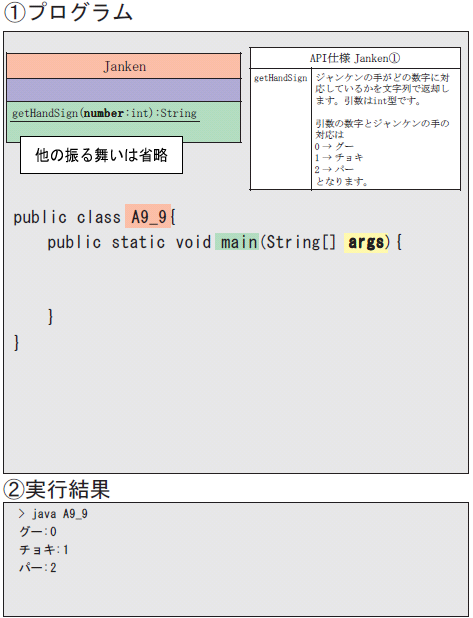 ①プログラム
Janken
getHandSign(number:int):String
他の振る舞いは省略
API仕様 Janken①
getHandSign
ジャンケンの手がどの数字に対
応しているかを文字列で返却し
ます。引数はint型です。
引数の数字とジャンケンの手の
対応は
0 → グー
1 → チョキ
2 → パー
となります。
public class A9_9{
public static void main(String[] args){
}
}
②実行結果
> java A9_9
グー:0
チョキ:1
パー:2